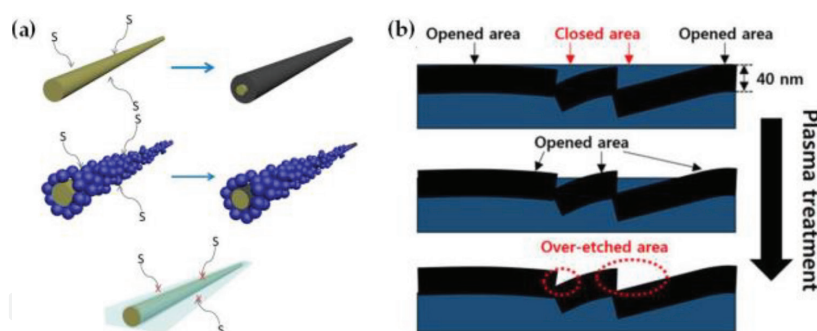 (a)
S
S
S
S
S
S
S
S
S
S
(b)
Opened area
Closed area
Opened area
40 nm
Opened area
Over-etched area
Plasma treatment